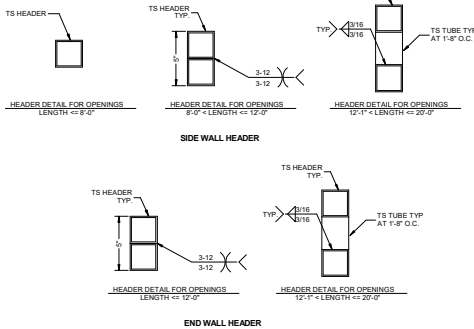 TS HEADER
HEADER DETAIL FOR OPENINGS
LENGTH <= 8'-0"
TS HEADER
TYP.
5"
3-12
3-12
HEADER DETAIL FOR OPENINGS
8'-0" < LENGTH <= 12'-0"
TYP
3/16
3/16
TS TUBE TYP
AT 1'-8" O.C.
HEADER DETAIL FOR OPENINGS
12'-1" < LENGTH <= 20'-0"
SIDE WALL HEADER
TS HEADER
TYP.
5"
3-12
3-12
HEADER DETAIL FOR OPENINGS
LENGTH <= 12'-0"
TS HEADER
TYP.
TYP.
3/16
3/16
TS TUBE TYP
AT 1'-8" O.C.
HEADER DETAIL FOR OPENINGS
12'-1" < LENGTH <= 20'-0"
END WALL HEADER